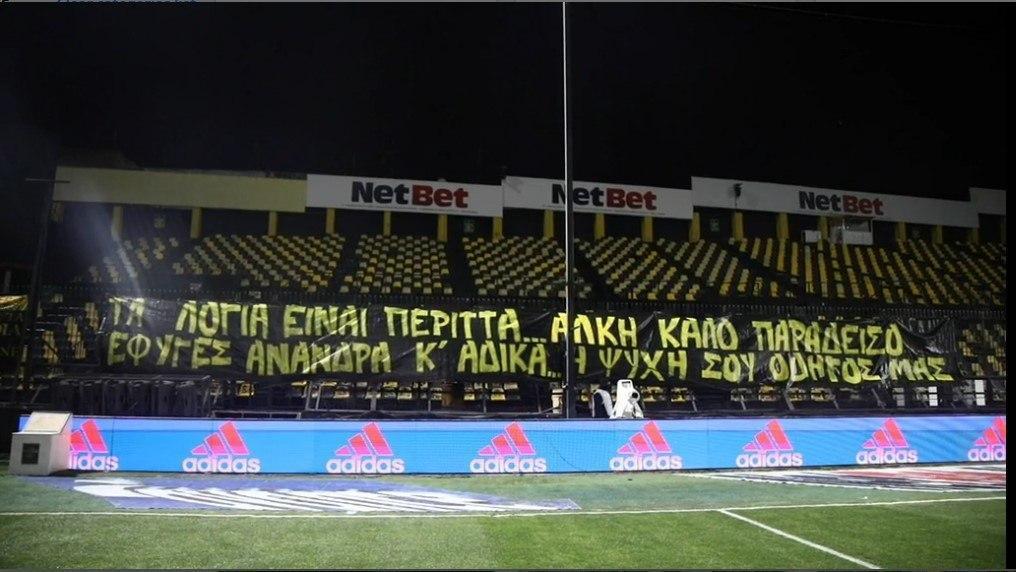 NetBet NetBet NetBet
ΤΑ ΛΟΓΙΑ ΕΙΝΑΙ ΠΕΡΙΤΤΑ... ΑΛΚΗ ΚΑΛΟ ΠΑΡΑΔΕΙΣΟ
ΕΦΥΓΕΣ ΑΝΑΝΔΡΑ Κ' ΑΔΙΚΑ... Η ΨΥΧΗ ΣΟΥ ΟΔΗΓΟΣ ΜΑΣ
adidas adidas adidas adidas adidas adidas adidas adidas